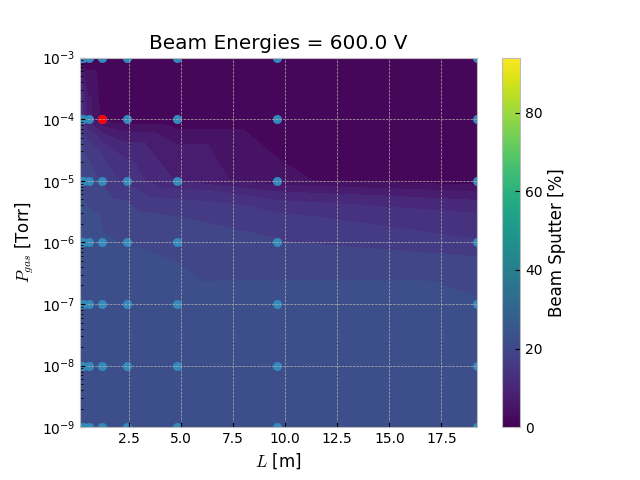 Beam Energies = 600.0 V
10⁻³
10⁻⁴
10⁻⁵
10⁻⁶
10⁻⁷
10⁻⁸
10⁻⁹
P_gas [Torr]
2.5 5.0 7.5 10.0 12.5 15.0 17.5
L [m]
80
60
40
20
0
Beam Sputter [%]